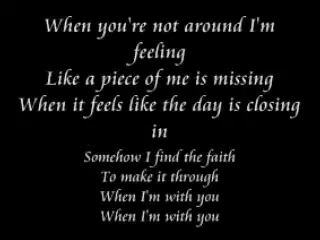 When you're not around I'm
feeling
Like a piece of me is missing
When it feels like the day is closing
in
Somehow I find the faith
To make it through
When I'm with you
When I'm with you